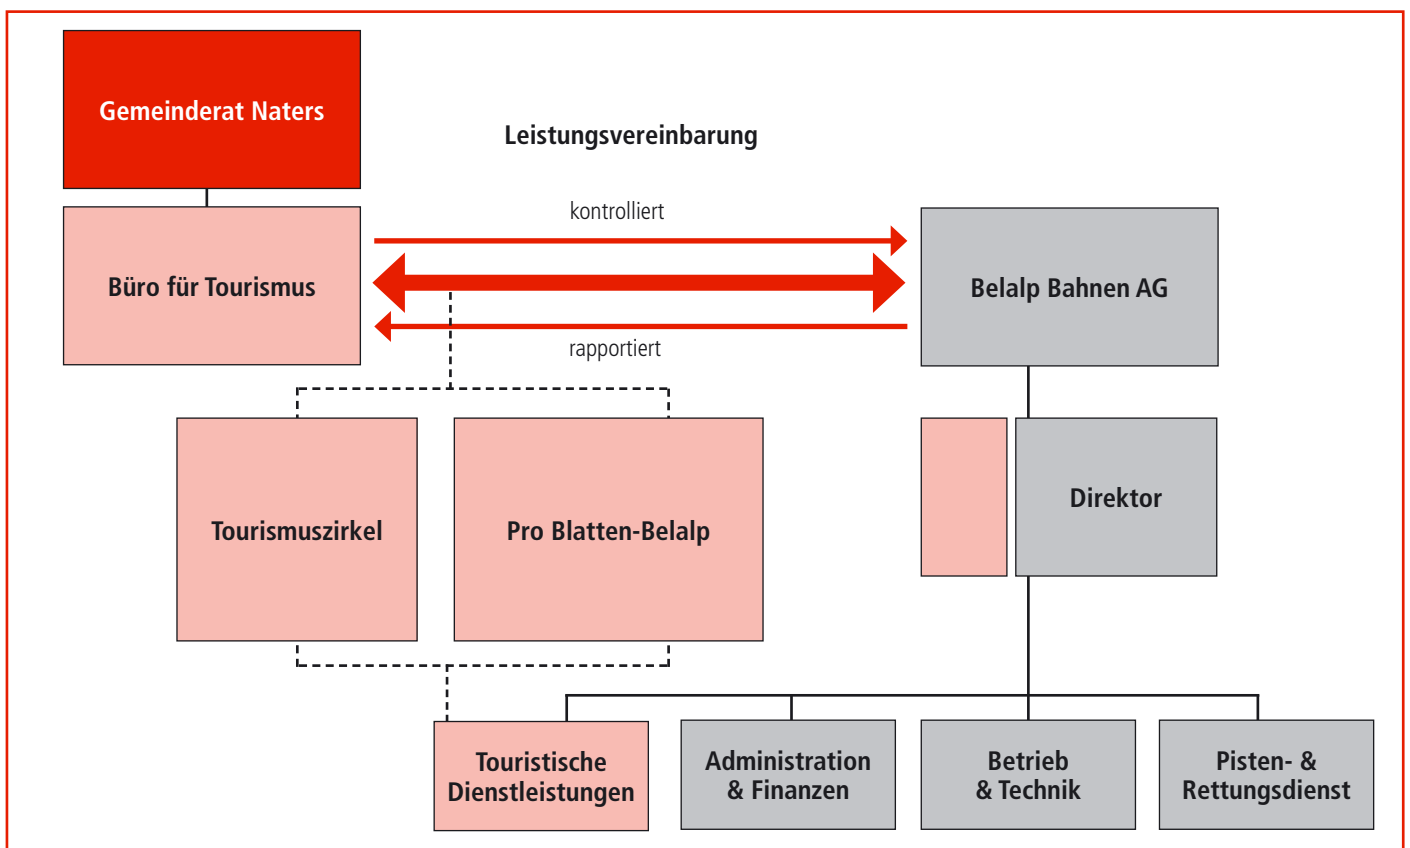 Gemeinderat Naters
Leistungsvereinbarung
kontrolliert
Büro für Tourismus
Belalp Bahnen AG
rapportiert
Tourismuszirkel
Pro Blatten-Belalp
Direktor
Touristische
Dienstleistungen
Administration
& Finanzen
Betrieb
& Technik
Pisten- &
Rettungsdienst